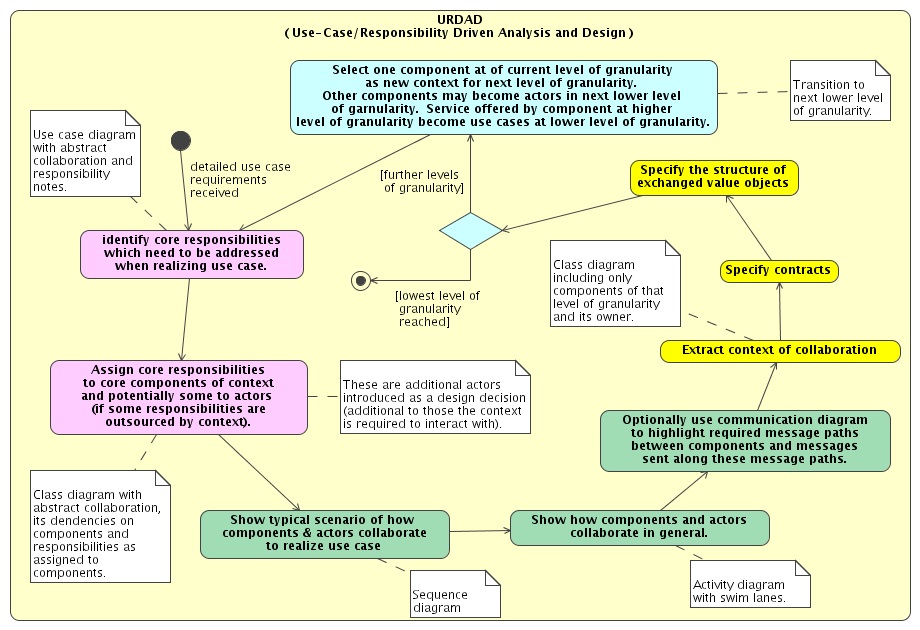 URDAD
( Use-Case/Responsibility Driven Analysis and Design )
Select one component at of current level of granularity
as new context for next level of granularity.
Other components may become actors in next lower level
of garnularity. Service offered by component at higher
level of granularity become use cases at lower level of granularity.
Transition to
next lower level
of granularity.
Use case diagram
with abstract
collaboration and
responsibility
notes.
detailed use case
requirements
received
[further levels
of granularity]
Specify the structure of
exchanged value objects
identify core responsibilities
which need to be addressed
when realizing use case.
Class diagram
including only
components of that
level of granularity
and its owner.
Specify contracts
[lowest level of
granularity
reached]
Extract context of collaboration
Assign core responsibilities
to core components of context
and potentially some to actors
(if some responsibilities are
outsourced by context).
These are additional actors
introduced as a design decision
(additional to those the context
is required to interact with).
Optionally use communication diagram
to highlight required message paths
between components and messages
sent along these message paths.
Class diagram with
abstract collaboration,
its dendencies on
components and
responsibilities as
assigned to
components.
Show typical scenario of how
components & actors collaborate
to realize use case
Show how components and actors
collaborate in general.
Sequence
diagram
Activity diagram
with swim lanes.